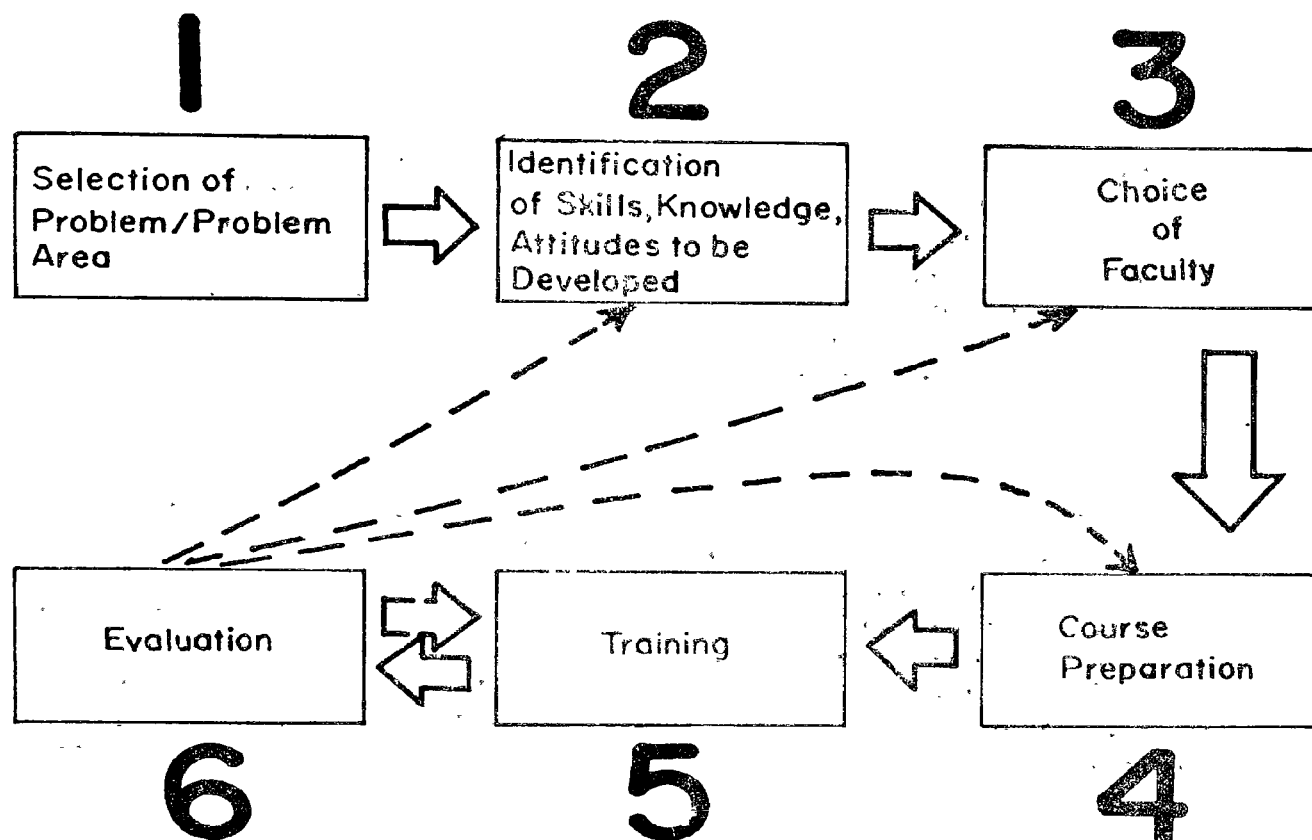 1
2
3
Selection of
Problem/Problem
Area
Identification
of Skills, Knowledge,
Attitudes to be
Developed
Choice
of
Faculty
Evaluation
Training
Course
Preparation
6
5
4